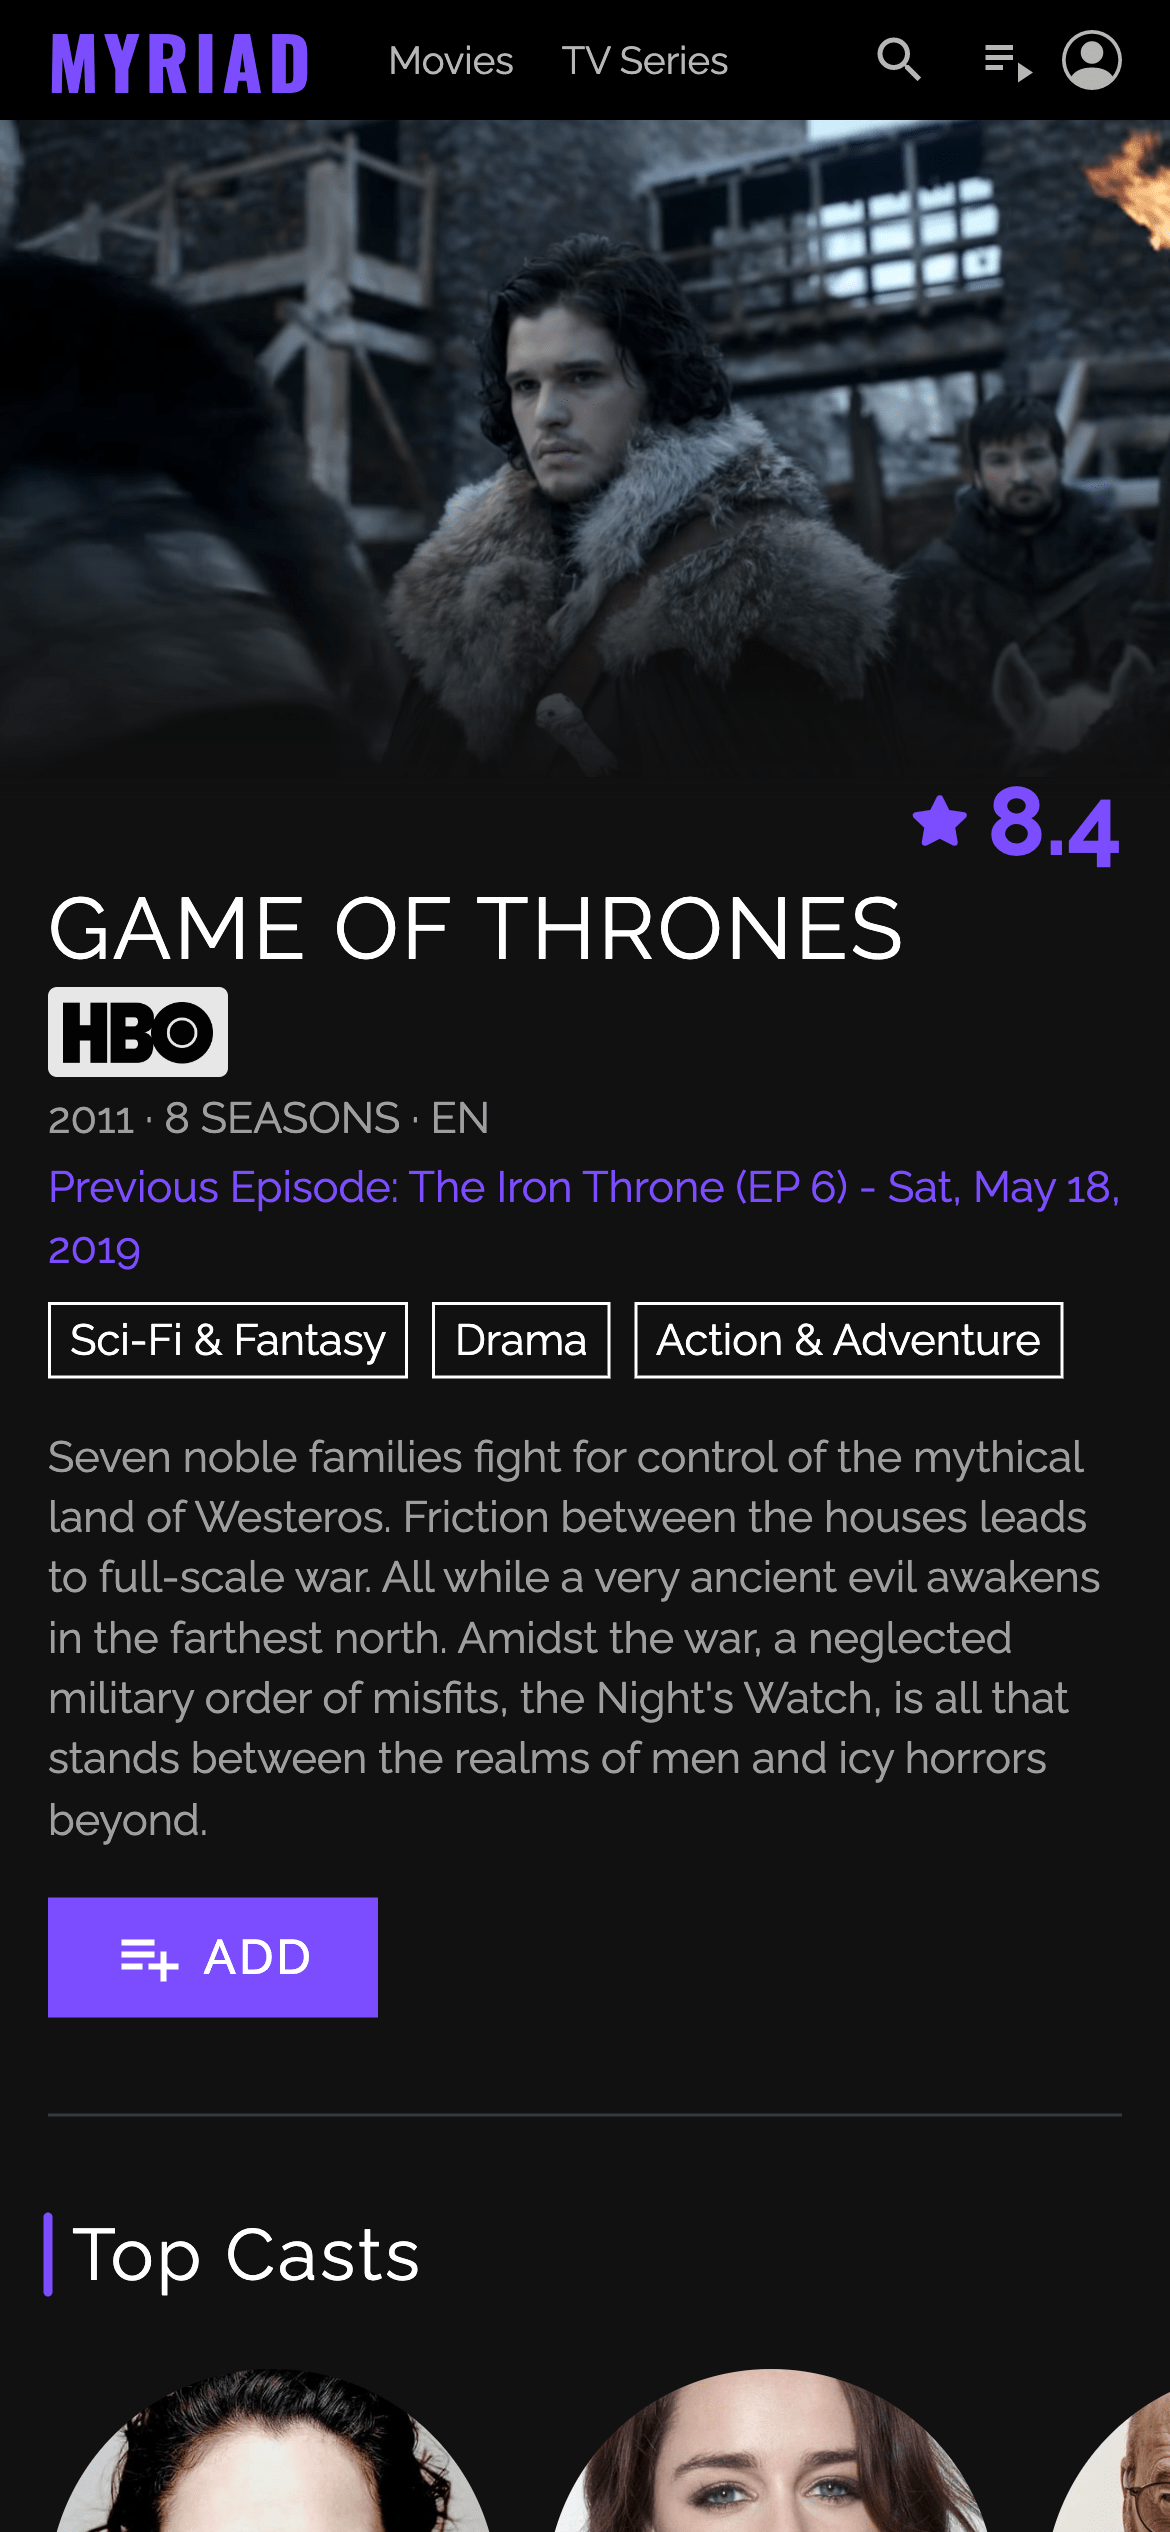 MYRIAD Movies TV Series
8.4
GAME OF THRONES
HBO
2011 · 8 SEASONS · EN
Previous Episode: The Iron Throne (EP 6) - Sat, May 18,
2019
Sci-Fi & Fantasy Drama Action & Adventure
Seven noble families fight for control of the mythical
land of Westeros. Friction between the houses leads
to full-scale war. All while a very ancient evil awakens
in the farthest north. Amidst the war, a neglected
military order of misfits, the Night's Watch, is all that
stands between the realms of men and icy horrors
beyond.
ADD
Top Casts